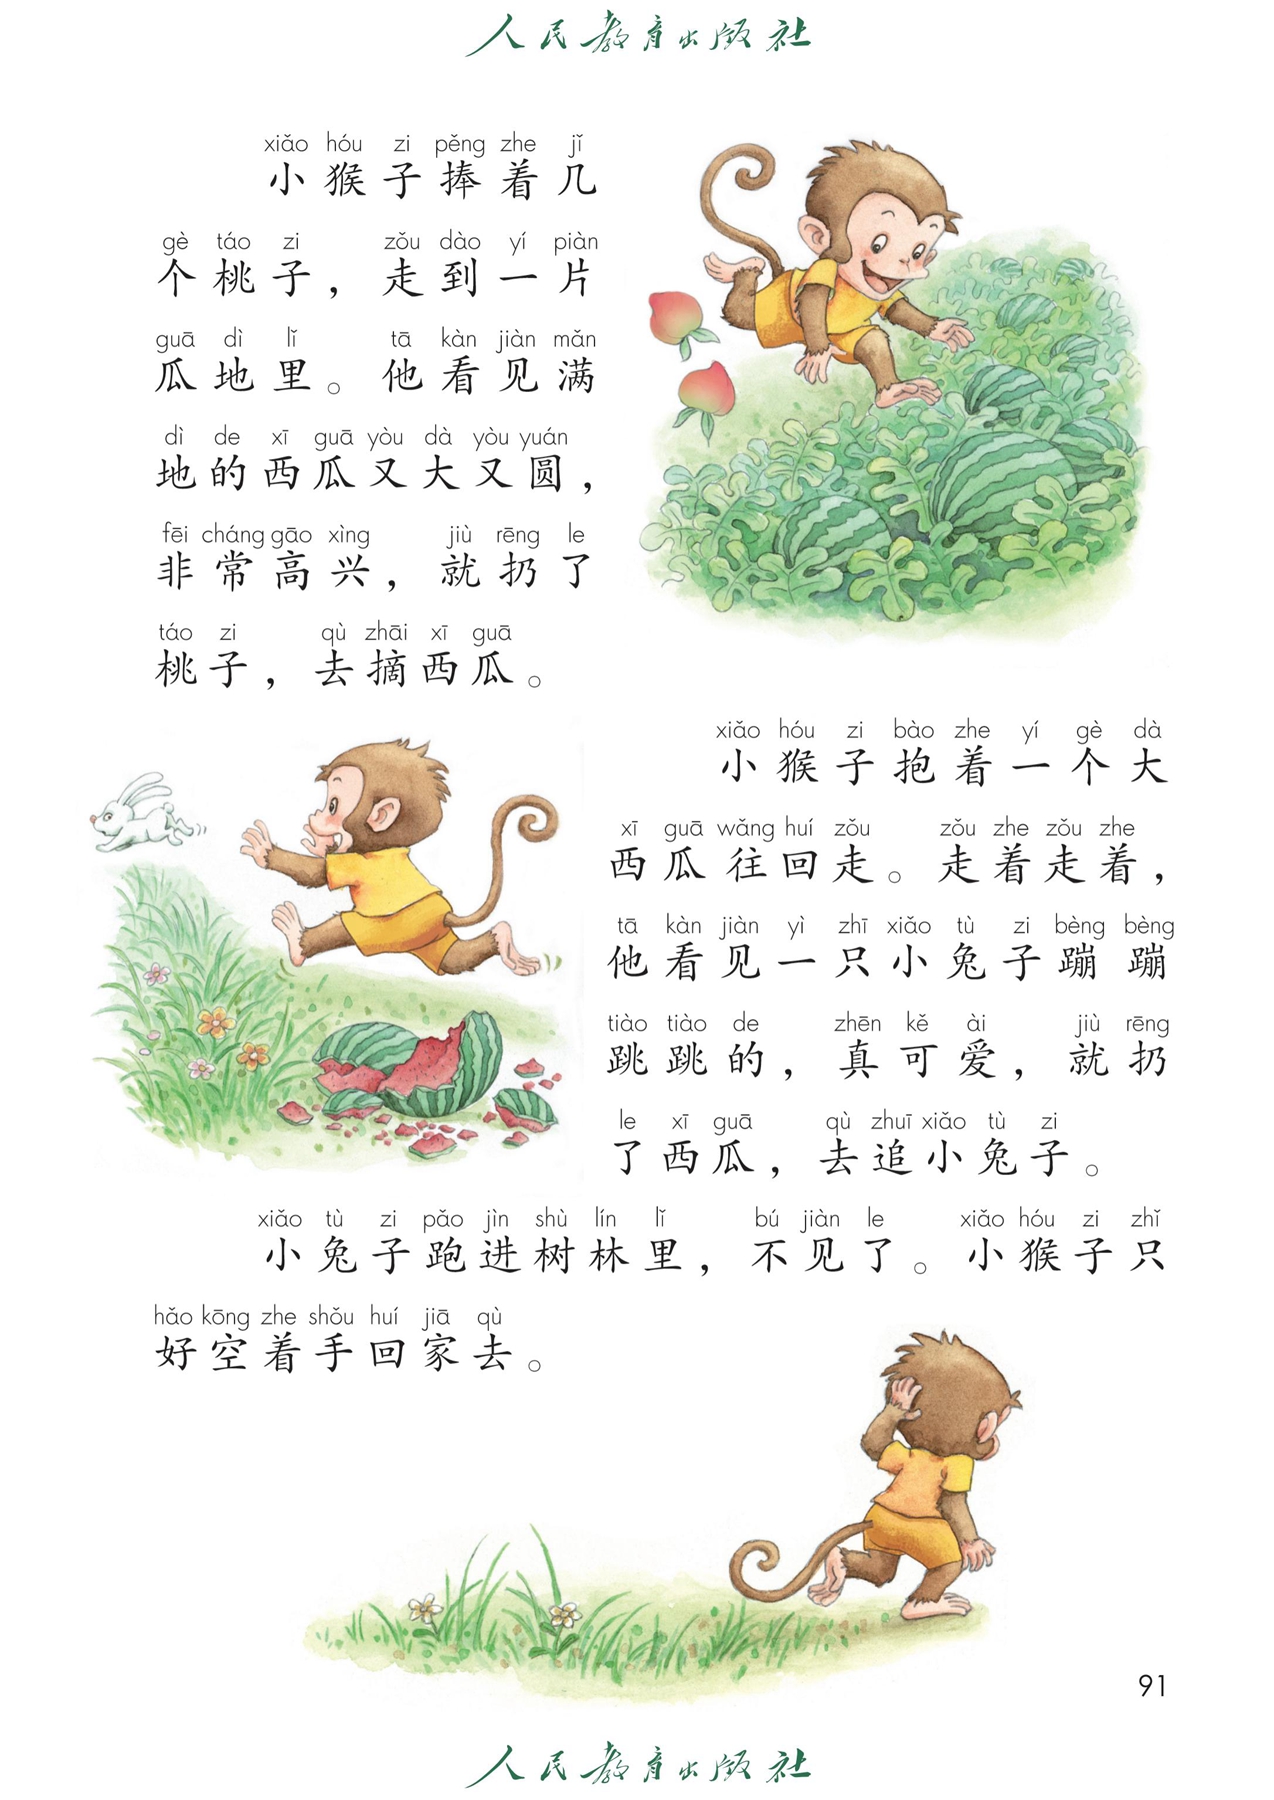 人民教育出版社
xiǎo hóu zi pěng zhe jǐ
小猴子捧着几
gè táo zi zǒu dào yí piàn
个桃子，走到一片
guā dì lǐ tā kàn jiàn mǎn
瓜地里。他看见满
dì de xī guā yòu dà yòu yuán
地的西瓜又大又圆，
fēi cháng gāo xìng jiù rēng le
非常高兴，就扔了
táo zi qù zhāi xī guā
桃子，去摘西瓜。
xiǎo hóu zi bào zhe yí gè dà
小猴子抱着一个大
xī guā wǎng huí zǒu zǒu zhe zǒu zhe
西瓜往回走。走着走着，
tā kàn jiàn yì zhī xiǎo tù zi bèng bèng
他看见一只小兔子蹦蹦
tiào tiào de zhēn kě ài jiù rēng
跳跳的，真可爱，就扔
le xī guā qù zhuī xiǎo tù zi
了西瓜，去追小兔子。
xiǎo tù zi pǎo jìn shù lín lǐ bú jiàn le xiǎo hóu zi zhǐ
小兔子跑进树林里，不见了。小猴子只
hǎo kōng zhe shǒu huí jiā qù
好空着手回家去。
91
人民教育出版社